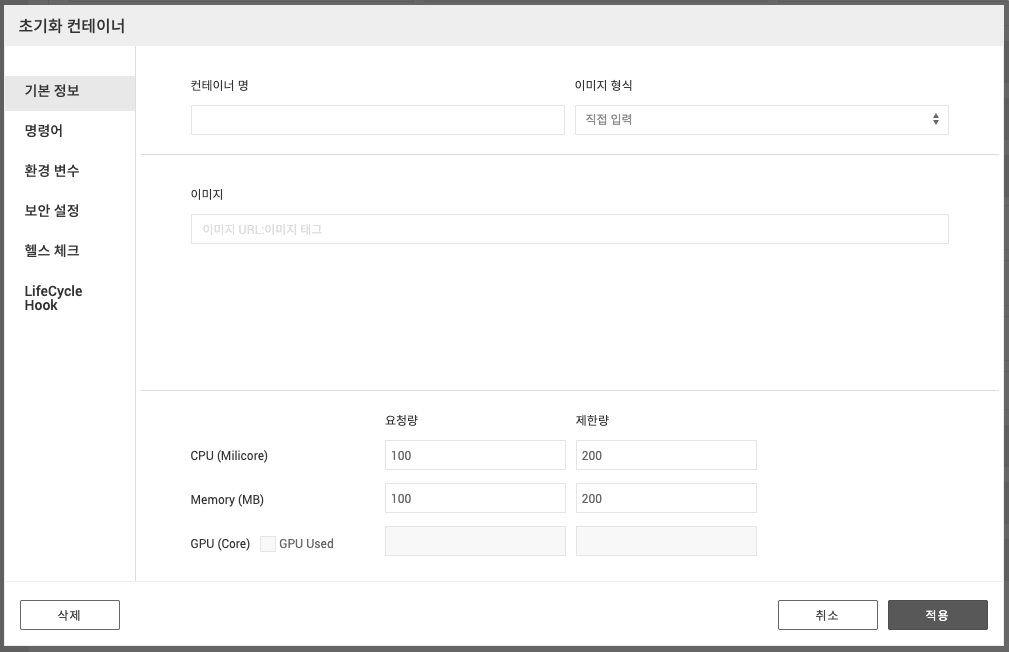 초기화 컨테이너
기본 정보
명령어
환경 변수
보안 설정
헬스 체크
LifeCycle
Hook
컨테이너 명
이미지 형식
직접 입력
이미지
이미지 URL:이미지 태그
요청량
제한량
CPU (Milicore)
100
200
Memory (MB)
100
200
GPU (Core)
GPU Used
삭제
취소
적용